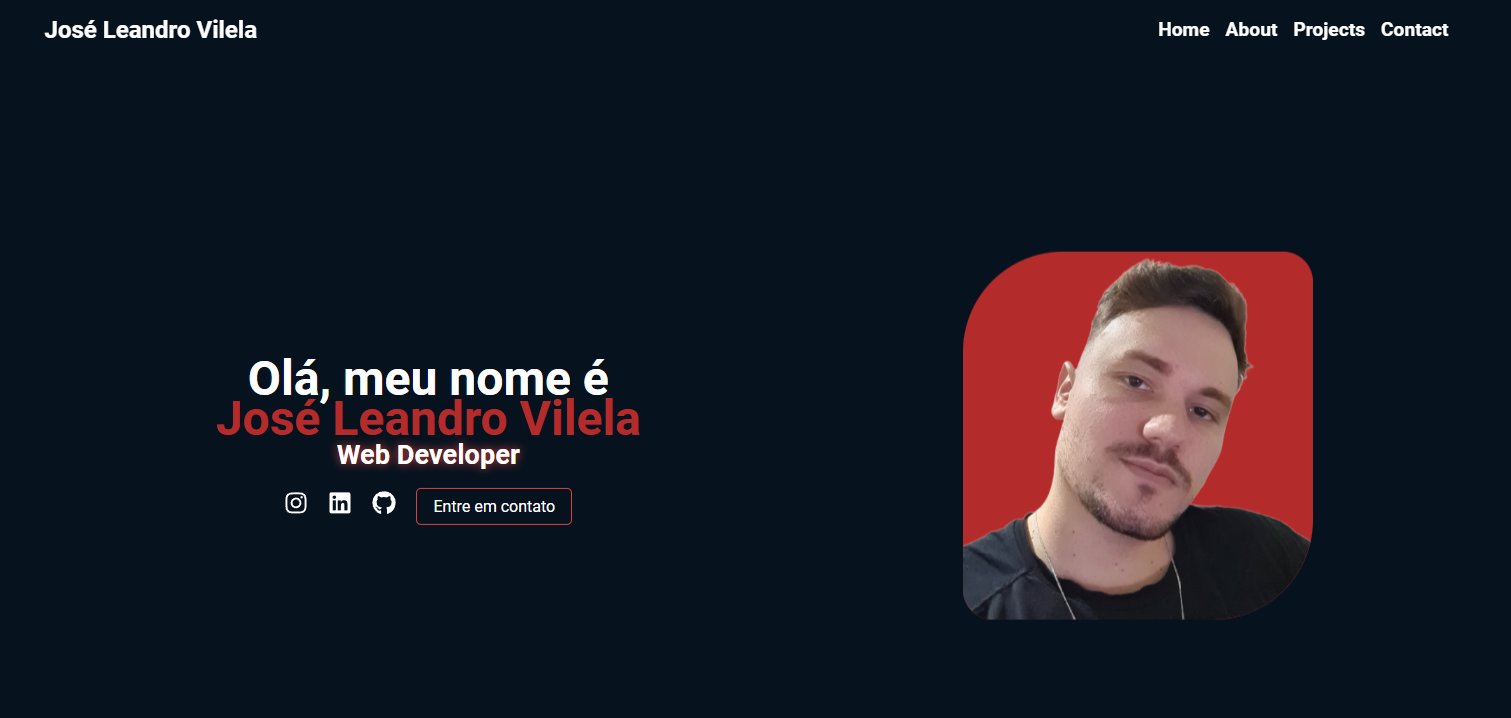 José Leandro Vilela
Home About Projects Contact
Olá, meu nome é
José Leandro Vilela
Web Developer
Entre em contato